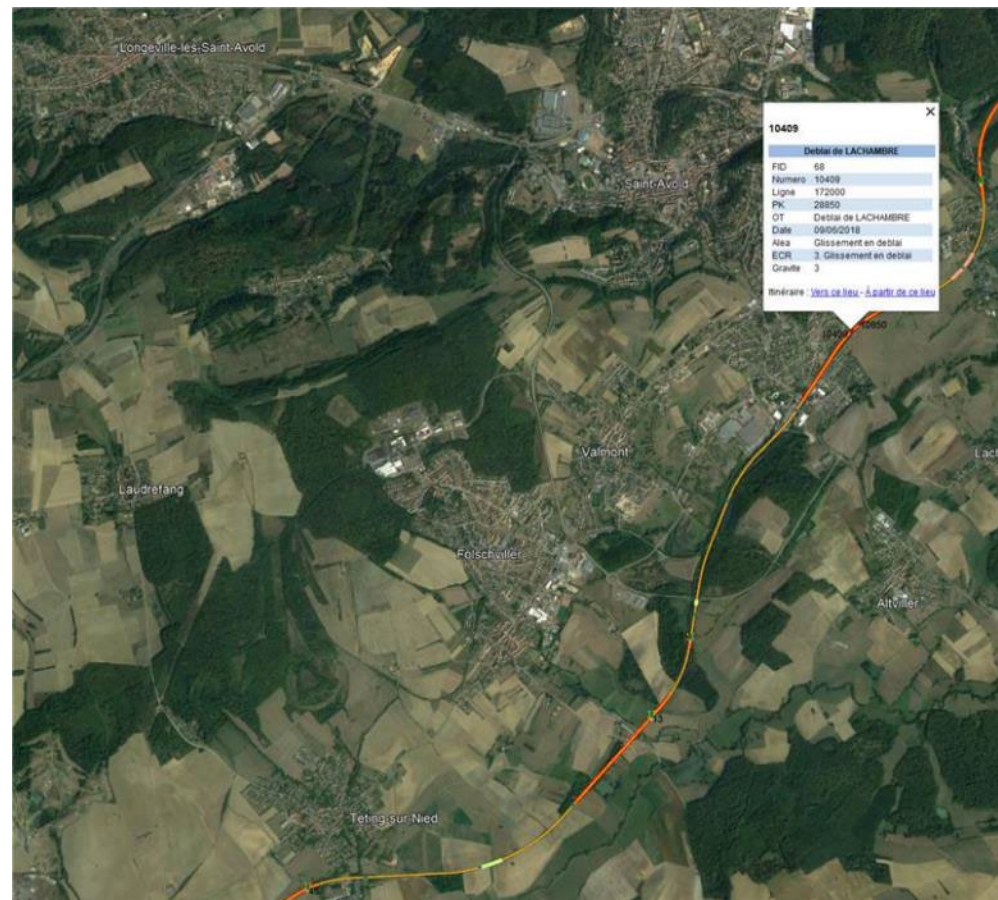 Longeville-les-Saint-Avold
Saint-Avold
10409
Deblai de LACHAMBRE
FID 68
Numero 10409
Ligne 172000
PK 28850
OT Deblai de LACHAMBRE
Date 09/06/2018
Alea Glissement en deblai
ECR 3. Glissement en deblai
Gravite 3
Itinéraire : Vers ce lieu - À partir de ce lieu
Valmont
Laudrefang
Folschviller
Altviller
13
Teting-sur-Nied